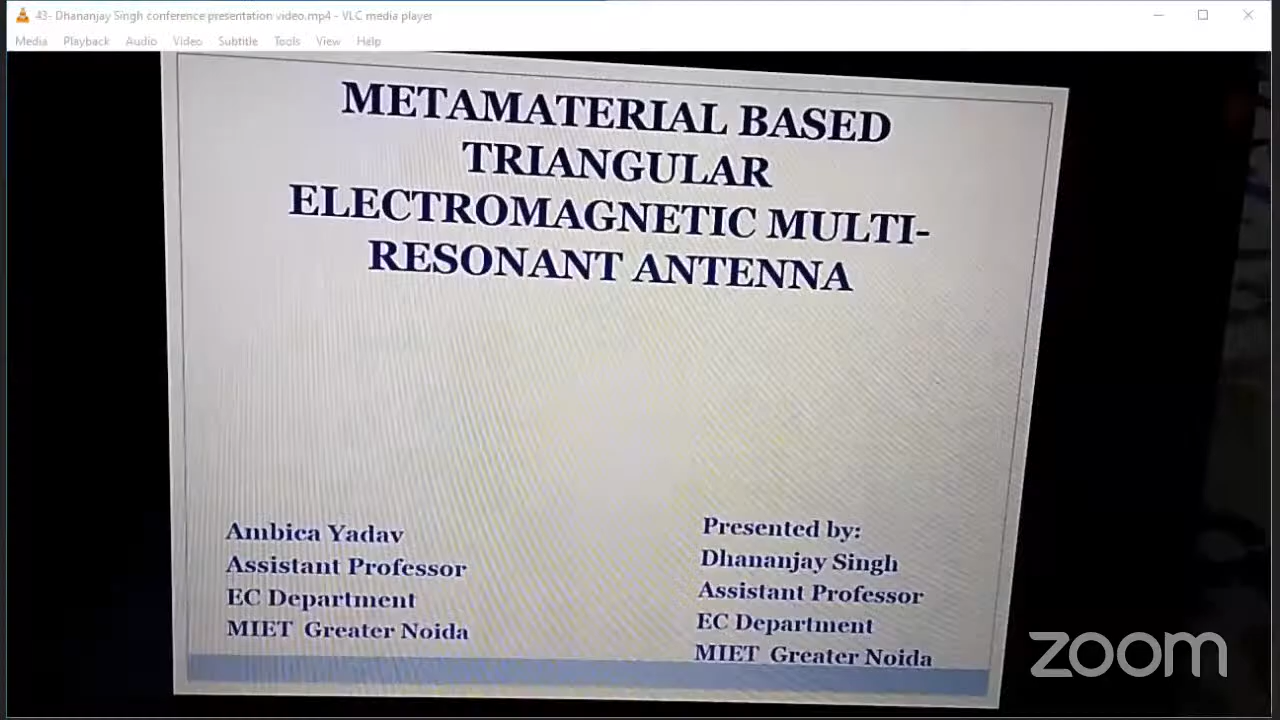 43- Dhananjay Singh conference presentation video.mp4 - VLC media player
Media Playback Audio Video Subtitle Tools View Help
METAMATERIAL BASED
TRIANGULAR
ELECTROMAGNETIC MULTI-
RESONANT ANTENNA
Ambica Yadav
Assistant Professor
EC Department
MIET Greater Noida
Presented by:
Dhananjay Singh
Assistant Professor
EC Department
MIET Greater Noida
zoom